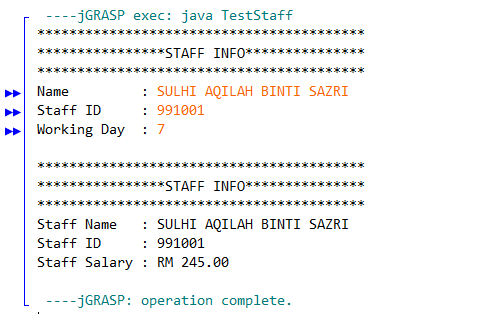 ----jGRASP exec: java TestStaff
*****************************************
****************STAFF INFO***************
*****************************************
Name         : SULHI AQILAH BINTI SAZRI
Staff ID     : 991001
Working Day  : 7
*****************************************
****************STAFF INFO***************
*****************************************
Staff Name   : SULHI AQILAH BINTI SAZRI
Staff ID     : 991001
Staff Salary : RM 245.00
----jGRASP: operation complete.